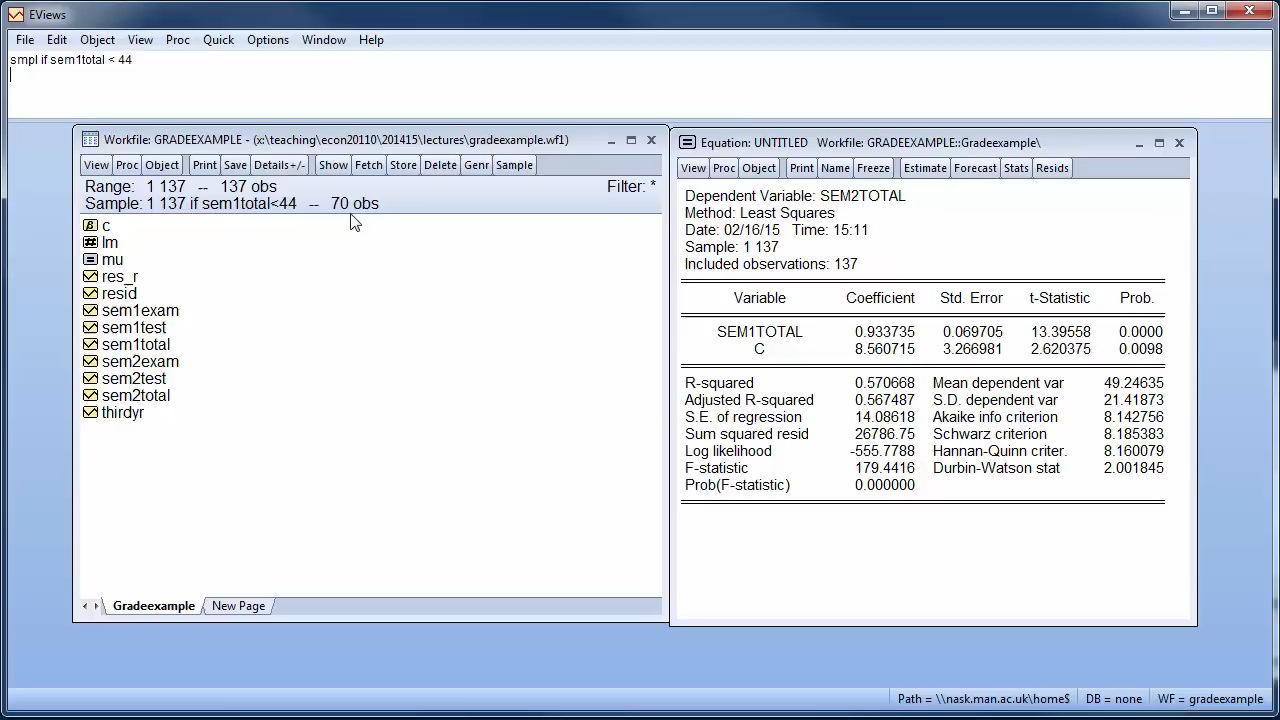 EViews
File Edit Object View Proc Quick Options Window Help
smpl if sem1total < 44
Workfile: GRADEEXAMPLE - (x:\teaching\econ20110\201415\lectures\gradeexample.wf1)
View Proc Object Print Save Details+/- Show Fetch Store Delete Genr Sample
Range: 1 137 -- 137 obs Filter: *
Sample: 1 137 if sem1total<44 -- 70 obs
c
lm
mu
res_r
resid
sem1exam
sem1test
sem1total
sem2exam
sem2test
sem2total
thirdyr
Gradeexample New Page
Equation: UNTITLED Workfile: GRADEEXAMPLE::Gradeexample\
View Proc Object Print Name Freeze Estimate Forecast Stats Resids
Dependent Variable: SEM2TOTAL
Method: Least Squares
Date: 02/16/15 Time: 15:11
Sample: 1 137
Included observations: 137
Variable Coefficient Std. Error t-Statistic Prob.
SEM1TOTAL 0.933735 0.069705 13.39558 0.0000
C 8.560715 3.266981 2.620375 0.0098
R-squared 0.570668 Mean dependent var 49.24635
Adjusted R-squared 0.567487 S.D. dependent var 21.41873
S.E. of regression 14.08618 Akaike info criterion 8.142756
Sum squared resid 26786.75 Schwarz criterion 8.185383
Log likelihood -555.7788 Hannan-Quinn criter. 8.160079
F-statistic 179.4416 Durbin-Watson stat 2.001845
Prob(F-statistic) 0.000000
Path = \\nask.man.ac.uk\home$ DB = none WF = gradeexample